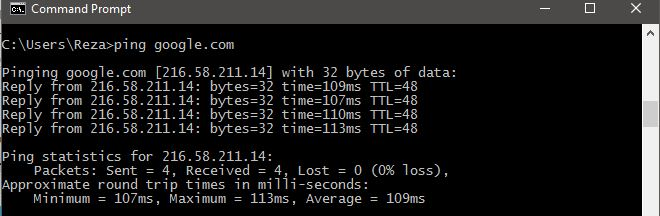 Command Prompt
C:\Users\Reza>ping google.com
Pinging google.com [216.58.211.14] with 32 bytes of data:
Reply from 216.58.211.14: bytes=32 time=109ms TTL=48
Reply from 216.58.211.14: bytes=32 time=107ms TTL=48
Reply from 216.58.211.14: bytes=32 time=110ms TTL=48
Reply from 216.58.211.14: bytes=32 time=113ms TTL=48
Ping statistics for 216.58.211.14:
    Packets: Sent = 4, Received = 4, Lost = 0 (0% loss),
Approximate round trip times in milli-seconds:
    Minimum = 107ms, Maximum = 113ms, Average = 109ms